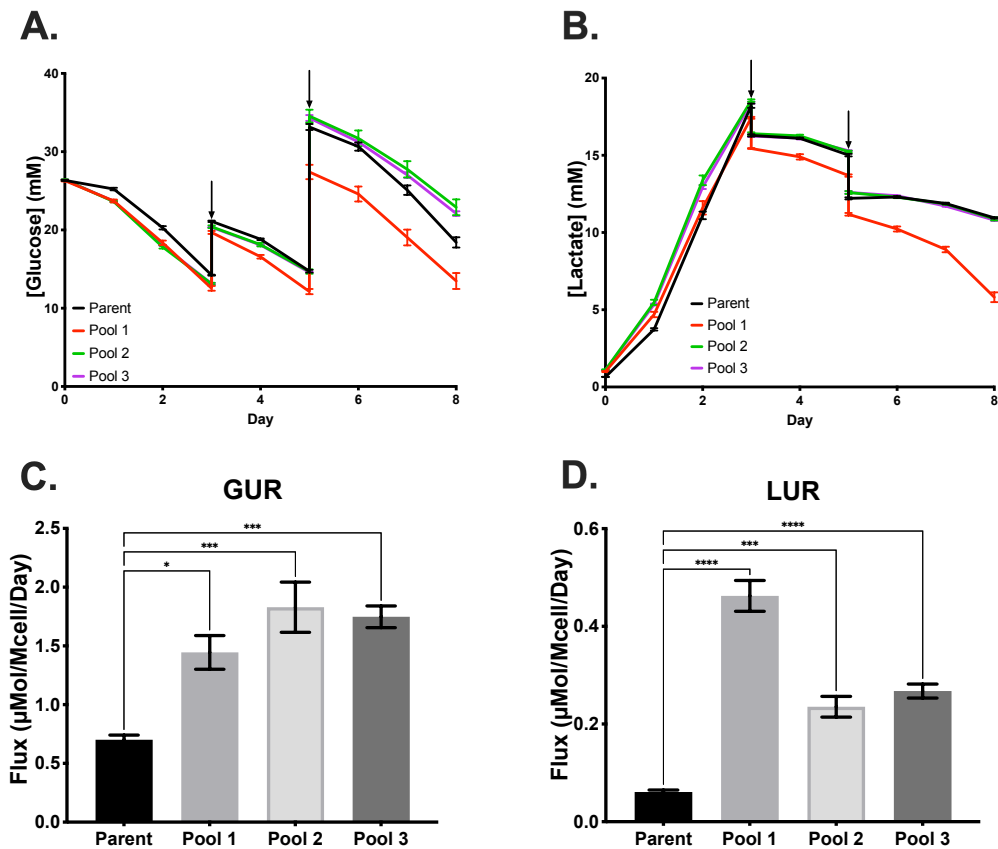 A.
40
30
20
10
0
[Glucose] (mM)
Parent
Pool 1
Pool 2
Pool 3
0 2 4 6 8
Day
B.
20
15
10
5
0
[Lactate] (mM)
Parent
Pool 1
Pool 2
Pool 3
0 2 4 6 8
Day
C.
GUR
2.5
2.0
1.5
1.0
0.5
0.0
Flux (µMol/Mcell/Day)
***
***
*
Parent Pool 1 Pool 2 Pool 3
D.
LUR
0.6
0.4
0.2
0.0
Flux (µMol/Mcell/Day)
****
***
****
Parent Pool 1 Pool 2 Pool 3